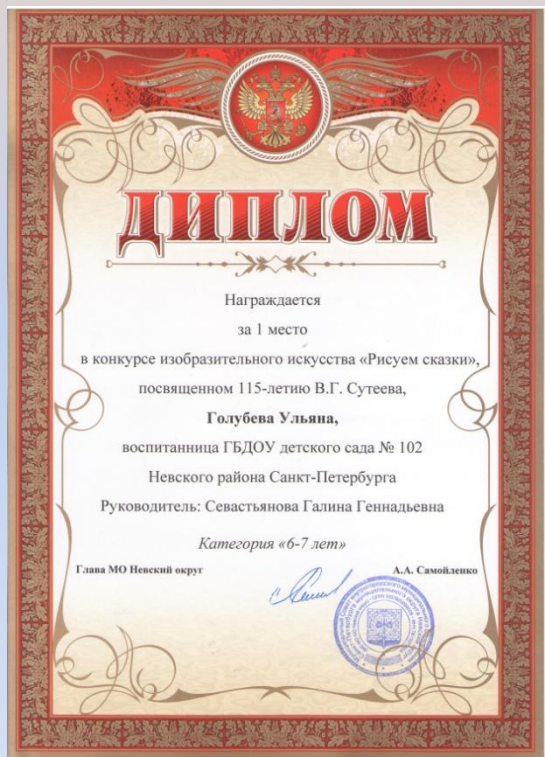 ДИПЛОМ
Награждается
за 1 место
в конкурсе изобразительного искусства «Рисуем сказки»,
посвященном 115-летию В.Г. Сутеева,
Голубева Ульяна,
воспитанница ГБДОУ детского сада № 102
Невского района Санкт-Петербурга
Руководитель: Севастьянова Галина Геннадьевна
Категория «6-7 лет»
Глава МО Невский округ А.А. Самойленко